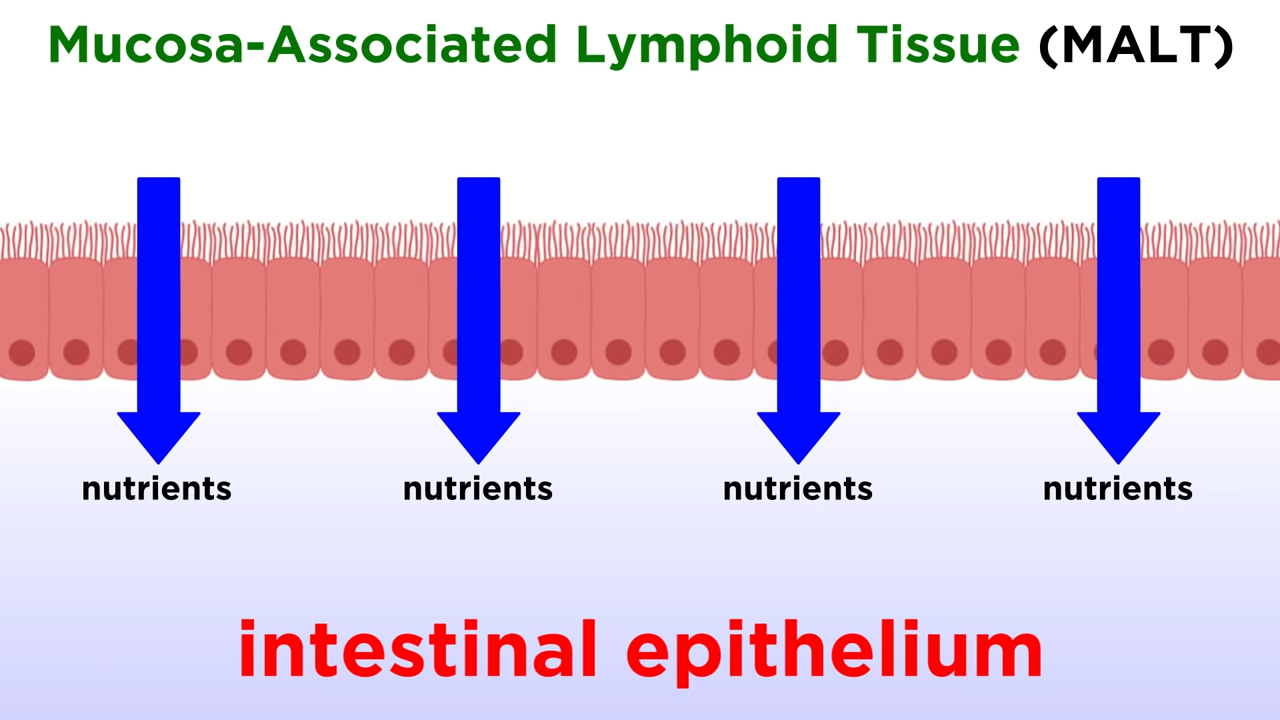 Mucosa-Associated Lymphoid Tissue (MALT)
nutrients nutrients nutrients nutrients
intestinal epithelium